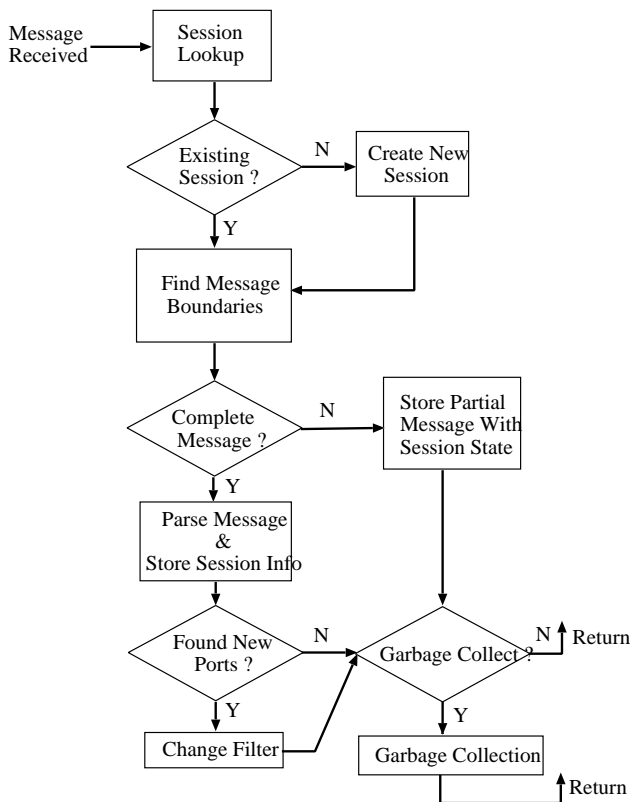 Message
Received
Session
Lookup
Existing
Session ?
N
Create New
Session
Y
Find Message
Boundaries
Complete
Message ?
N
Store Partial
Message With
Session State
Y
Parse Message
&
Store Session Info
Found New
Ports ?
N
Garbage Collect ?
N
Return
Y
Change Filter
Y
Garbage Collection
Return